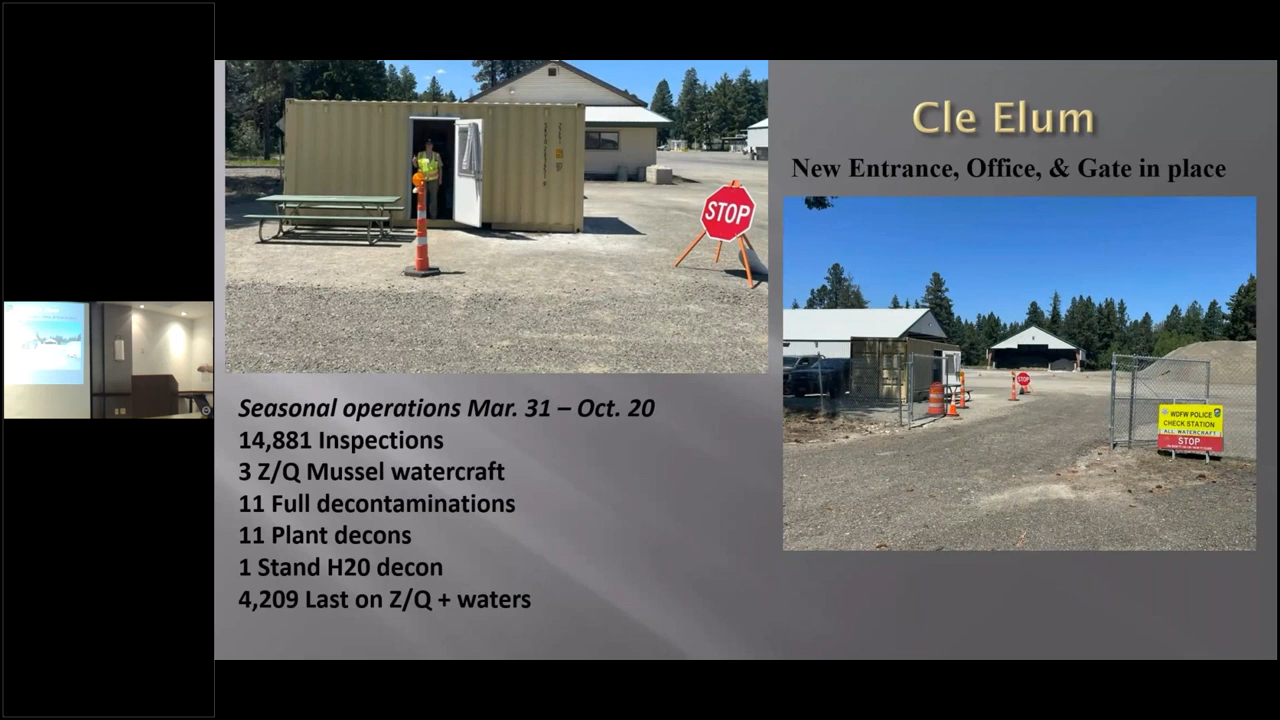 Cle Elum
New Entrance, Office, & Gate in place
STOP
Seasonal operations Mar. 31 – Oct. 20
14,881 Inspections
3 Z/Q Mussel watercraft
11 Full decontaminations
11 Plant decons
1 Stand H20 decon
4,209 Last on Z/Q + waters
STOP
WDFW POLICE
CHECK STATION
ALL WATERCRAFT
STOP